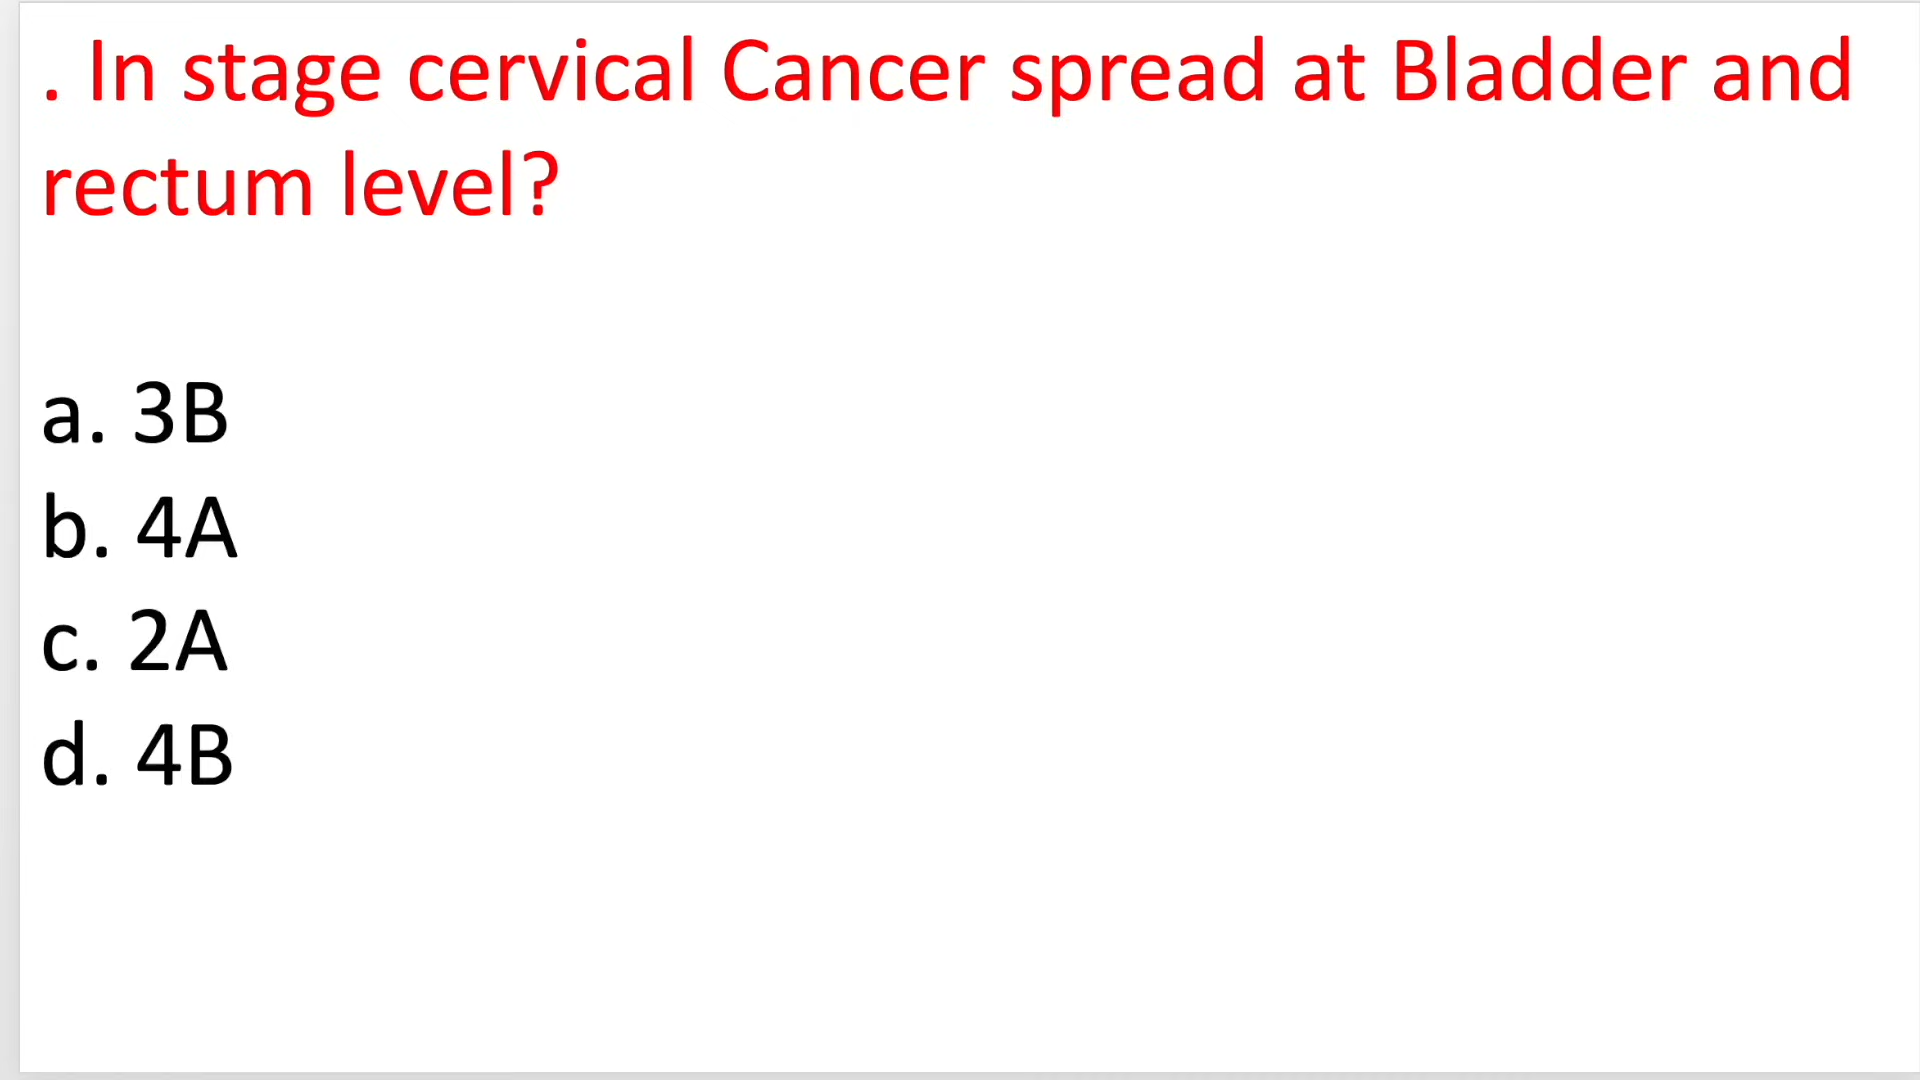 . In stage cervical Cancer spread at Bladder and
rectum level?
a. 3B
b. 4A
c. 2A
d. 4B